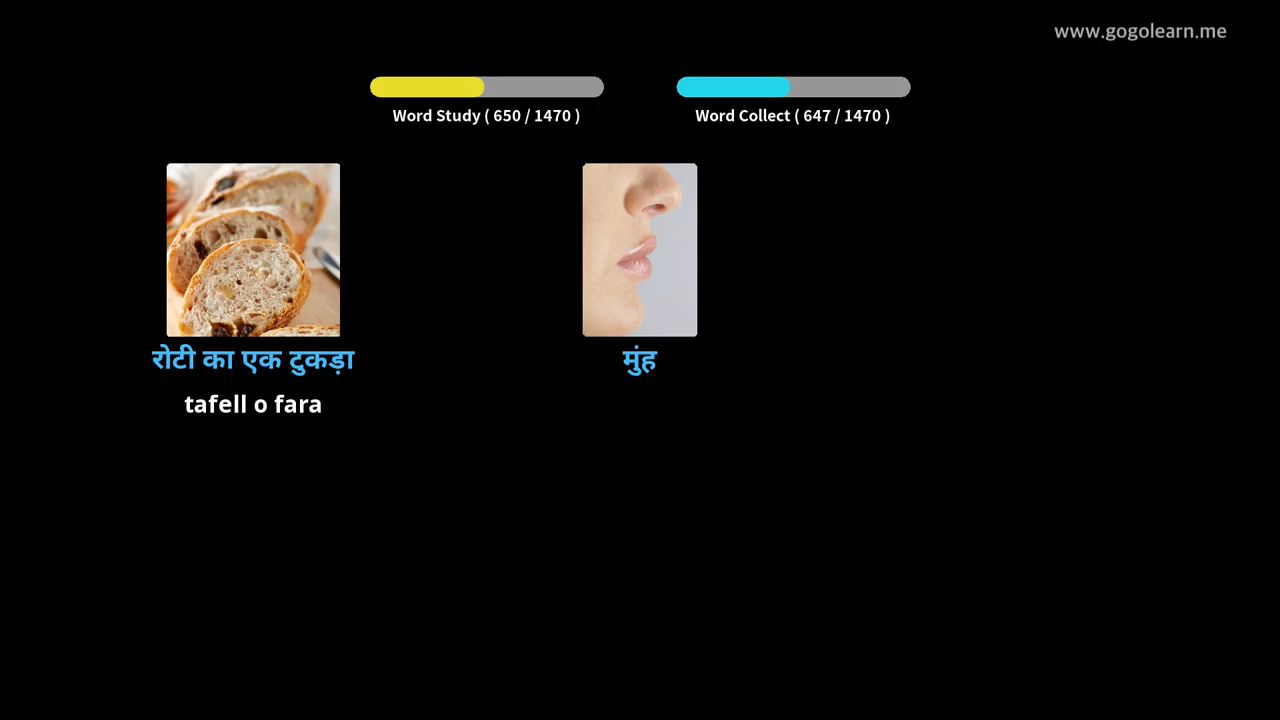 www.gogolearn.me
Word Study ( 650 / 1470 )
Word Collect ( 647 / 1470 )
रोटी का एक टुकड़ा
मुंह
tafell o fara